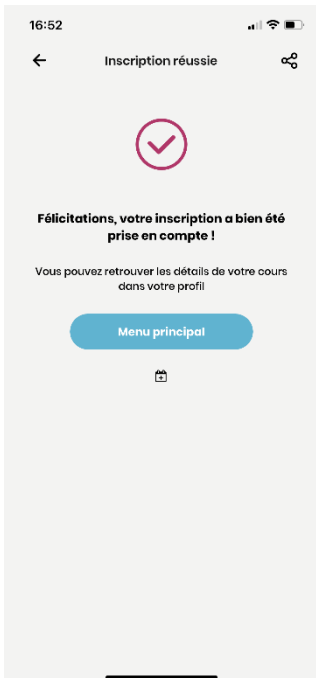 16:52
Inscription réussie
Félicitations, votre inscription a bien été
prise en compte !
Vous pouvez retrouver les détails de votre cours
dans votre profil
Menu principal